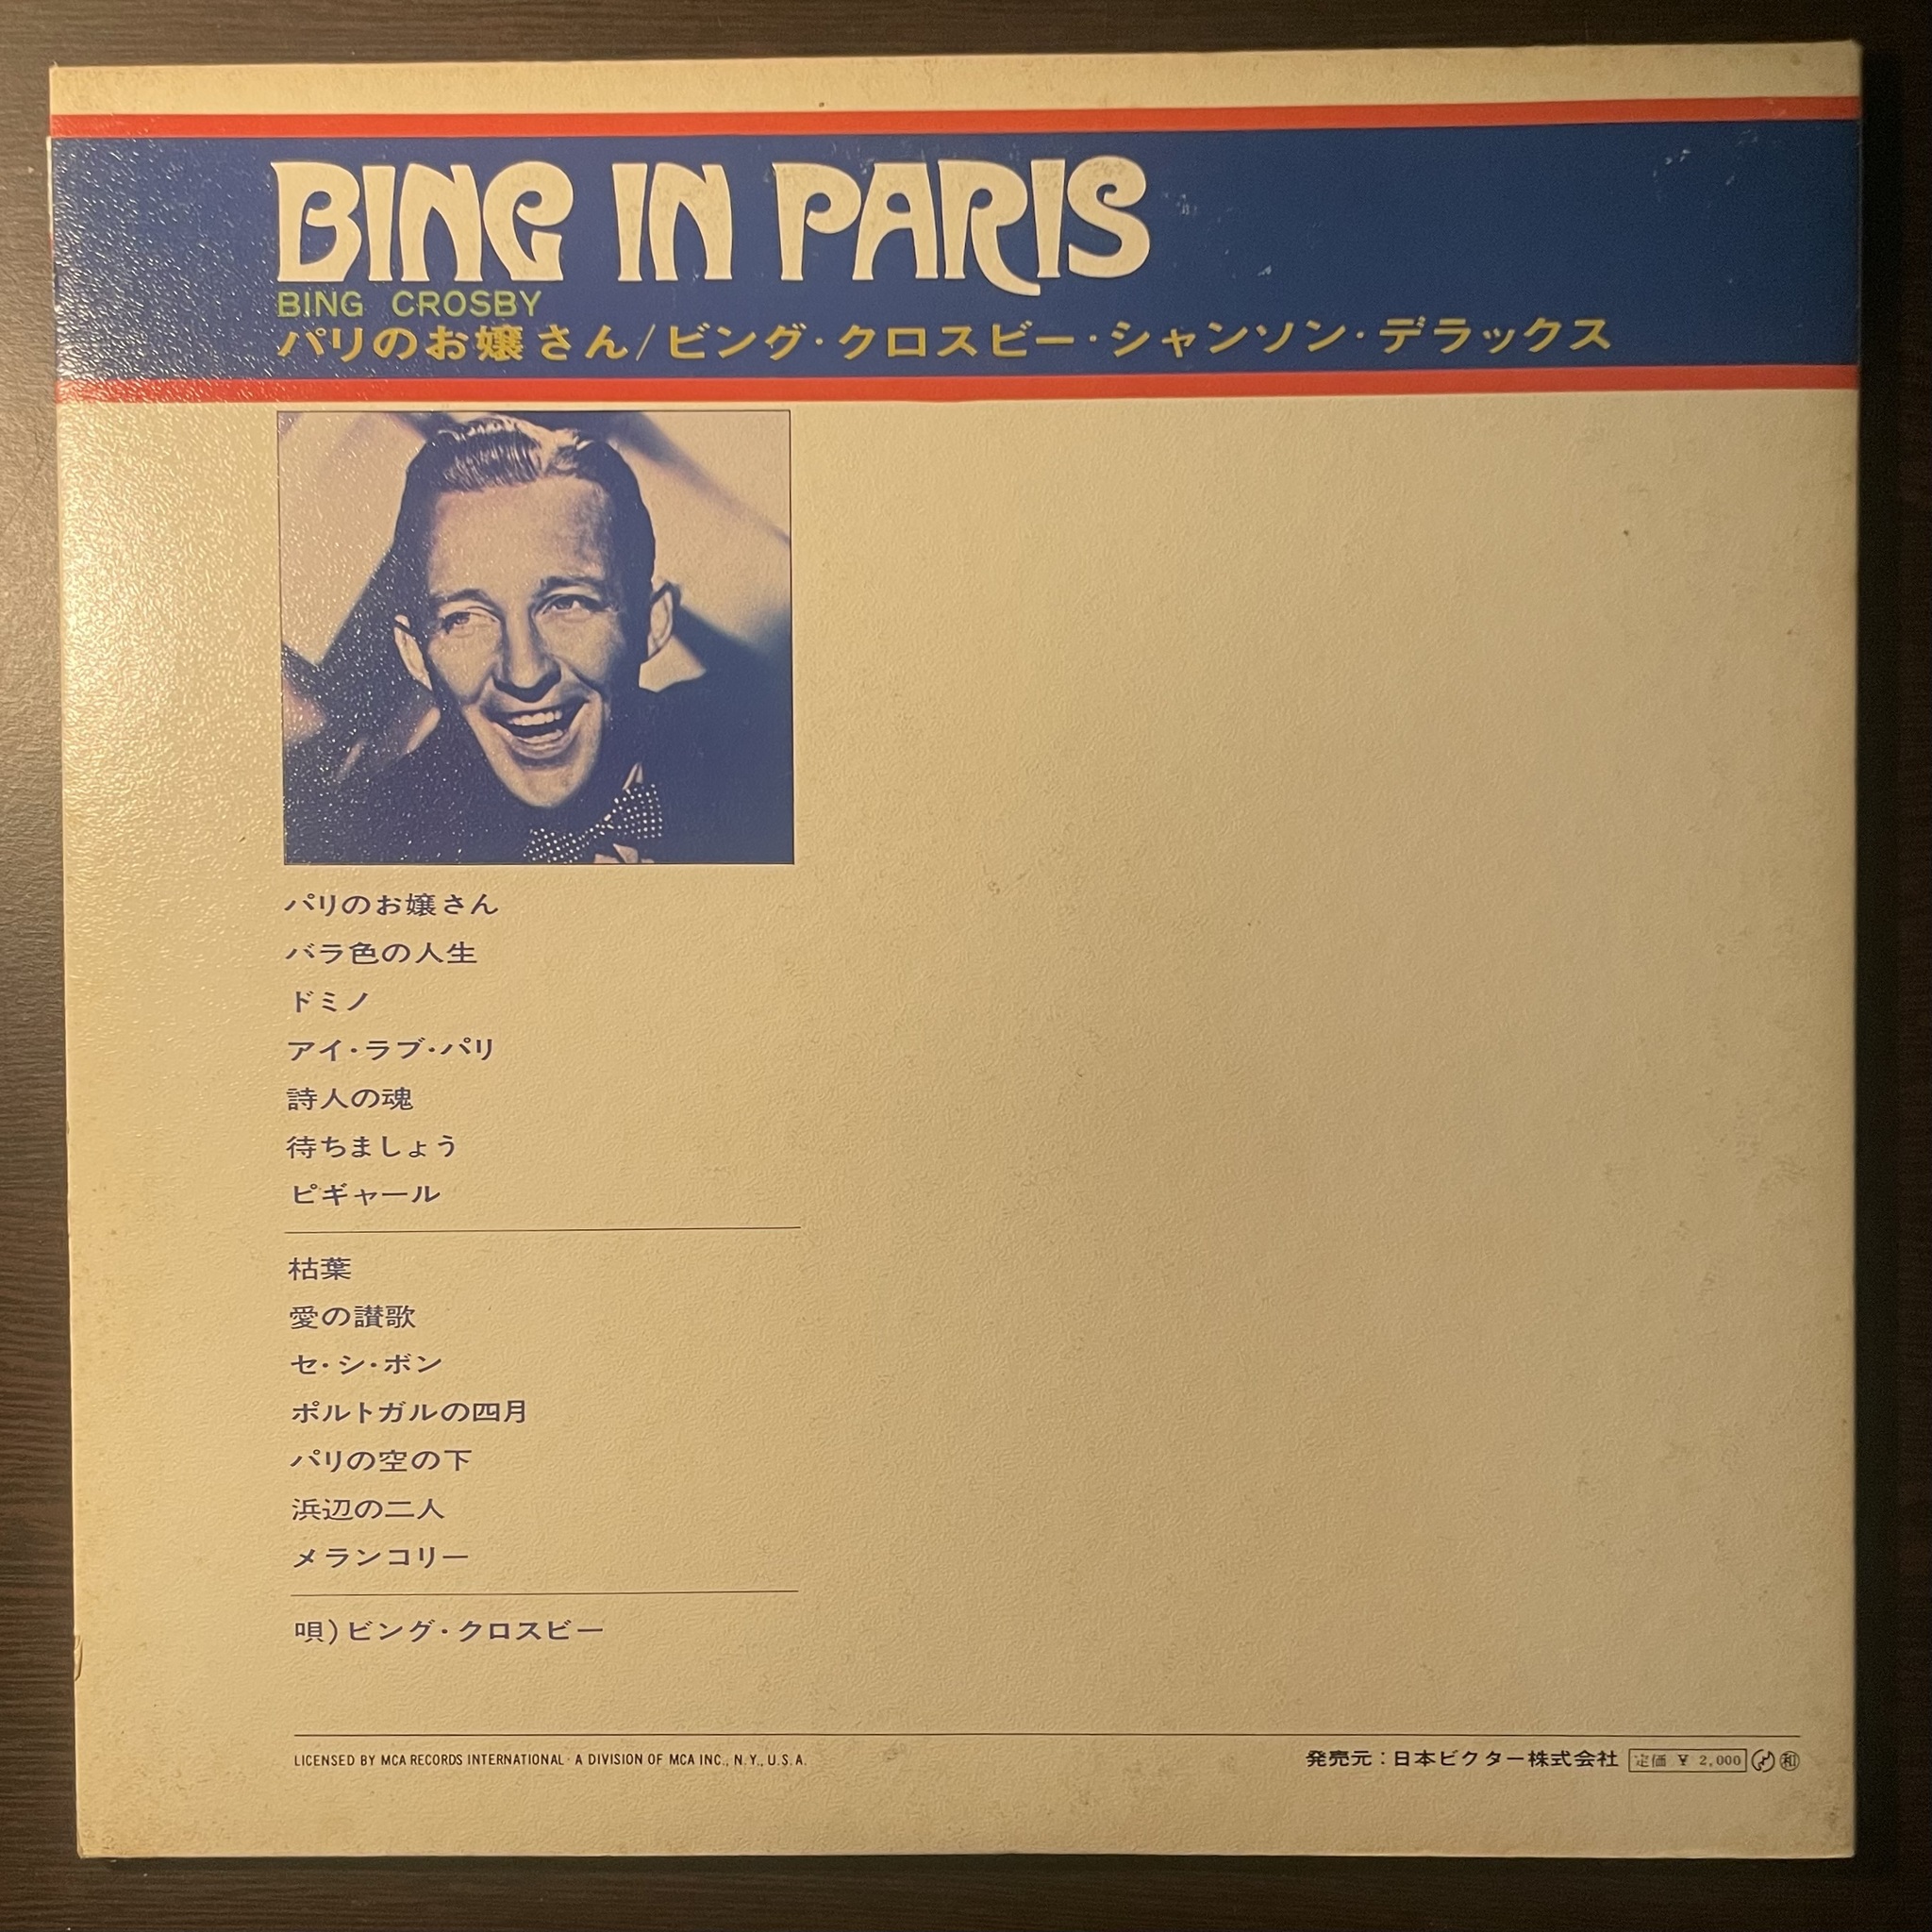 BING IN PARIS
BING CROSBY
パリのお嬢さん/ビング・クロスビー・シャンソン・デラックス
パリのお嬢さん
バラ色の人生
ドミノ
アイ・ラブ・パリ
詩人の魂
待ちましょう
ピギャール
枯葉
愛の讃歌
セ・シ・ボン
ポルトガルの四月
パリの空の下
浜辺の二人
メランコリー
唄)ビング・クロスビー
LICENSED BY MCA RECORDS INTERNATIONAL · A DIVISION OF MCA INC., N.Y., U.S.A.
発売元:日本ビクター株式会社 定価 ¥ 2,000 �िति